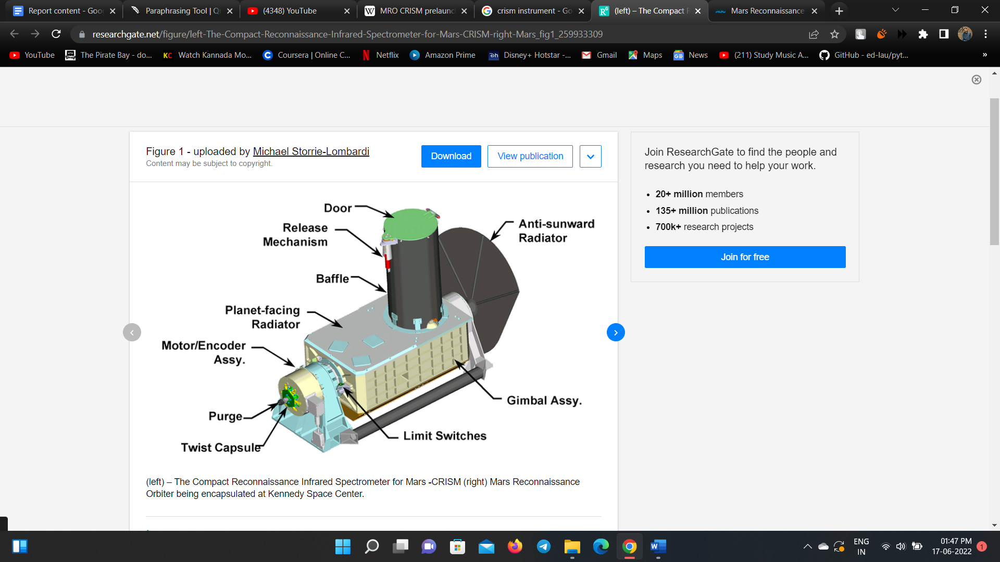 Report content - Goo
Paraphrasing Tool | Q
(4348) YouTube
MRO CRISM prelaunc
crism instrument - Go
(left) – The Compact R
Mars Reconnaissance
researchgate.net/figure/left-The-Compact-Reconnaissance-Infrared-Spectrometer-for-Mars-CRISM-right-Mars_fig1_259933309
YouTube
The Pirate Bay - do...
KC Watch Kannada Mo...
Coursera | Online C...
Netflix
Amazon Prime
Disney+ Hotstar -...
Gmail
Maps
News
(211) Study Music A...
GitHub - ed-lau/pyt...
»
Figure 1 - uploaded by Michael Storrie-Lombardi
Content may be subject to copyright.
Download
View publication
Door
Release
Mechanism
Baffle
Planet-facing
Radiator
Motor/Encoder
Assy.
Purge
Twist Capsule
Anti-sunward
Radiator
Gimbal Assy.
Limit Switches
(left) – The Compact Reconnaissance Infrared Spectrometer for Mars -CRISM (right) Mars Reconnaissance
Orbiter being encapsulated at Kennedy Space Center.
Join ResearchGate to find the people and
research you need to help your work.
• 20+ million members
• 135+ million publications
• 700k+ research projects
Join for free
ENG
IN
01:47 PM
17-06-2022
1